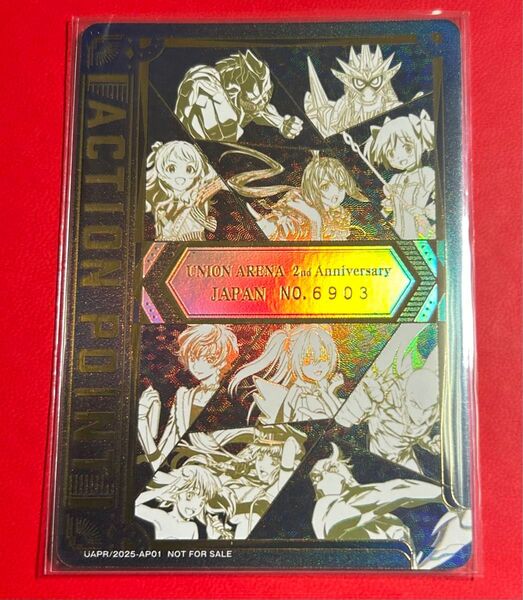 ACTION POINT
UNION ARENA 2nd Anniversary
JAPAN NO.6903
UAPR/2025-AP01 NOT FOR SALE